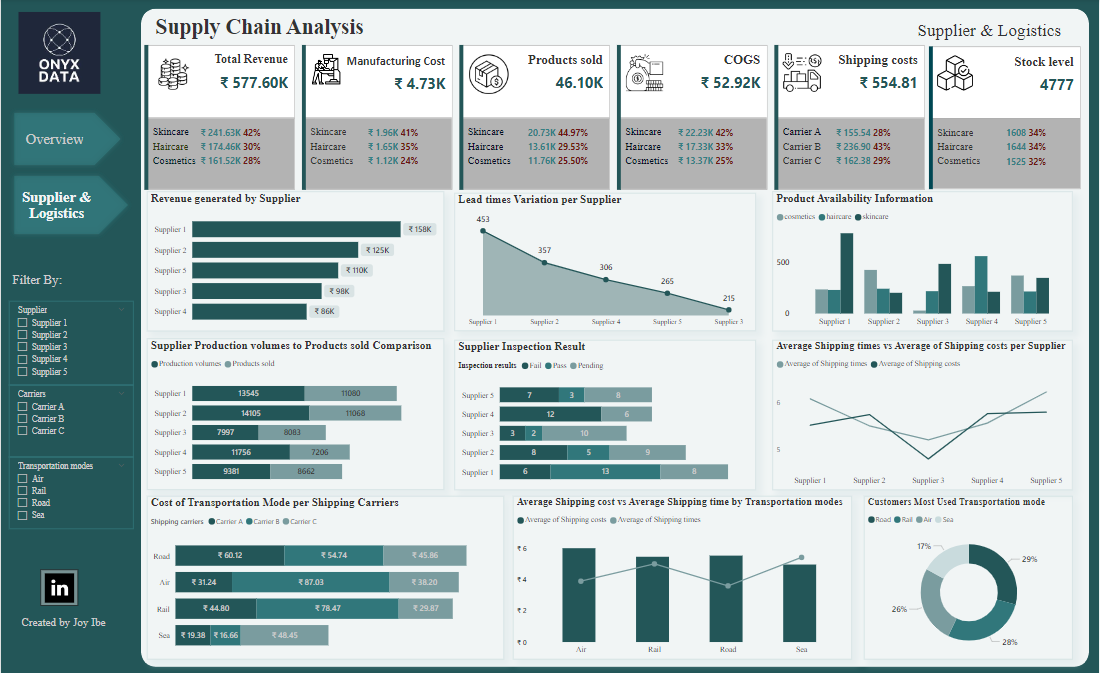 ONYX
DATA
Overview
Supplier &
Logistics
Filter By:
Supplier
Supplier 1
Supplier 2
Supplier 3
Supplier 4
Supplier 5
Carriers
Carrier A
Carrier B
Carrier C
Transportation modes
Air
Rail
Road
Sea
in
Created by Joy Ibe
Supply Chain Analysis
Supplier & Logistics
Total Revenue
₹ 577.60K
Skincare ₹ 241.63K 42%
Haircare ₹ 174.46K 30%
Cosmetics ₹ 161.52K 28%
Manufacturing Cost
₹ 4.73K
Skincare ₹ 1.96K 41%
Haircare ₹ 1.65K 35%
Cosmetics ₹ 1.12K 24%
Products sold
46.10K
Skincare 20.73K 44.97%
Haircare 13.61K 29.53%
Cosmetics 11.76K 25.50%
COGS
₹ 52.92K
Skincare ₹ 22.23K 42%
Haircare ₹ 17.33K 33%
Cosmetics ₹ 13.37K 25%
Shipping costs
₹ 554.81
Carrier A ₹ 155.54 28%
Carrier B ₹ 236.90 43%
Carrier C ₹ 162.38 29%
Stock level
4777
Skincare 1608 34%
Haircare 1644 34%
Cosmetics 1525 32%
Revenue generated by Supplier
Supplier 1 ₹ 158K
Supplier 2 ₹ 125K
Supplier 5 ₹ 110K
Supplier 3 ₹ 98K
Supplier 4 ₹ 86K
Lead times Variation per Supplier
453
357
306
265
215
Supplier 1 Supplier 2 Supplier 4 Supplier 5 Supplier 3
Product Availability Information
cosmetics haircare skincare
500
0
Supplier 1 Supplier 2 Supplier 3 Supplier 4 Supplier 5
Supplier Production volumes to Products sold Comparison
Production volumes Products sold
Supplier 1 13545 11080
Supplier 2 14105 11068
Supplier 3 7997 8083
Supplier 4 11756 7206
Supplier 5 9381 8662
Supplier Inspection Result
Inspection results Fail Pass Pending
Supplier 5 7 3 8
Supplier 4 12 6
Supplier 3 3 2 10
Supplier 2 8 5 9
Supplier 1 6 13 8
Average Shipping times vs Average of Shipping costs per Supplier
Average of Shipping times Average of Shipping costs
6
5
Supplier 1 Supplier 2 Supplier 3 Supplier 4 Supplier 5
Cost of Transportation Mode per Shipping Carriers
Shipping carriers Carrier A Carrier B Carrier C
Road ₹ 60.12 ₹ 54.74 ₹ 45.86
Air ₹ 31.24 ₹ 87.03 ₹ 38.20
Rail ₹ 44.80 ₹ 78.47 ₹ 29.87
Sea ₹ 19.38 ₹ 16.66 ₹ 48.45
Average Shipping cost vs Average Shipping time by Transportation modes
Average of Shipping costs Average of Shipping times
₹ 6
₹ 4
₹ 2
₹ 0
Air Rail Road Sea
Customers Most Used Transportation mode
Road Rail Air Sea
17%
29%
26%
28%